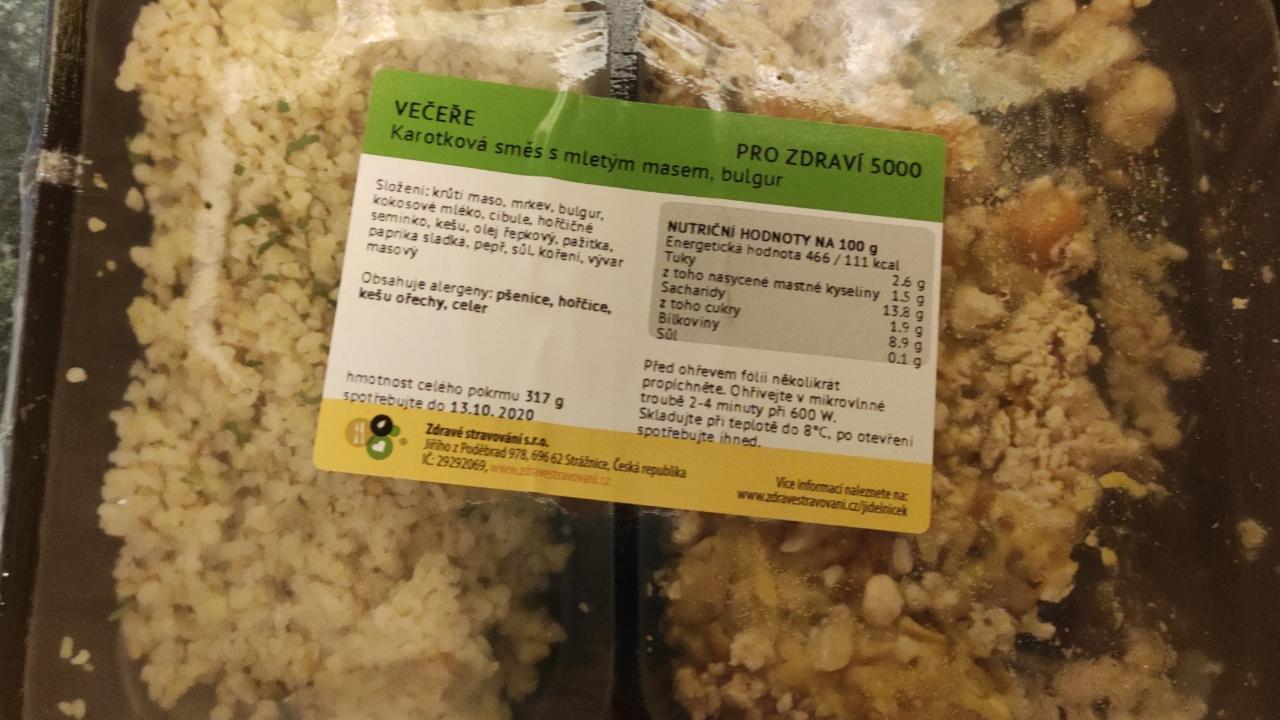 VEČEŘE
PRO ZDRAVÍ 5000
Karotková směs s mletým masem, bulgur
Složení: krůtí maso, mrkev, bulgur,
kokosové mléko, cibule, hořčičné
semínko, kešu, olej řepkový, pažitka,
paprika sladká, pepř, sůl, koření, vývar
masový
Obsahuje alergeny: pšenice, hořčice,
kešu ořechy, celer
hmotnost celého pokrmu 317 g
spotřebujte do 13.10. 2020
NUTRIČNÍ HODNOTY NA 100 g
Energetická hodnota 466 / 111 kcal
Tuky 2.6 g
z toho nasycené mastné kyseliny 1.5 g
Sacharidy 13.8 g
z toho cukry 1.9 g
Bílkoviny 8.9 g
Sůl 0.1 g
Před ohřevem fólii několikrát
propíchněte. Ohřívejte v mikrovlnné
troubě 2-4 minuty při 600 W.
Skladujte při teplotě do 8°C, po otevření
spotřebujte ihned.
Zdravé stravování s.r.o.
Jiřího z Poděbrad 978, 696 62 Strážnice, Česká republika
IČ: 29292069, www.zdravestravovani.cz
Více informací naleznete na:
www.zdravestravovani.cz/jidelnicek